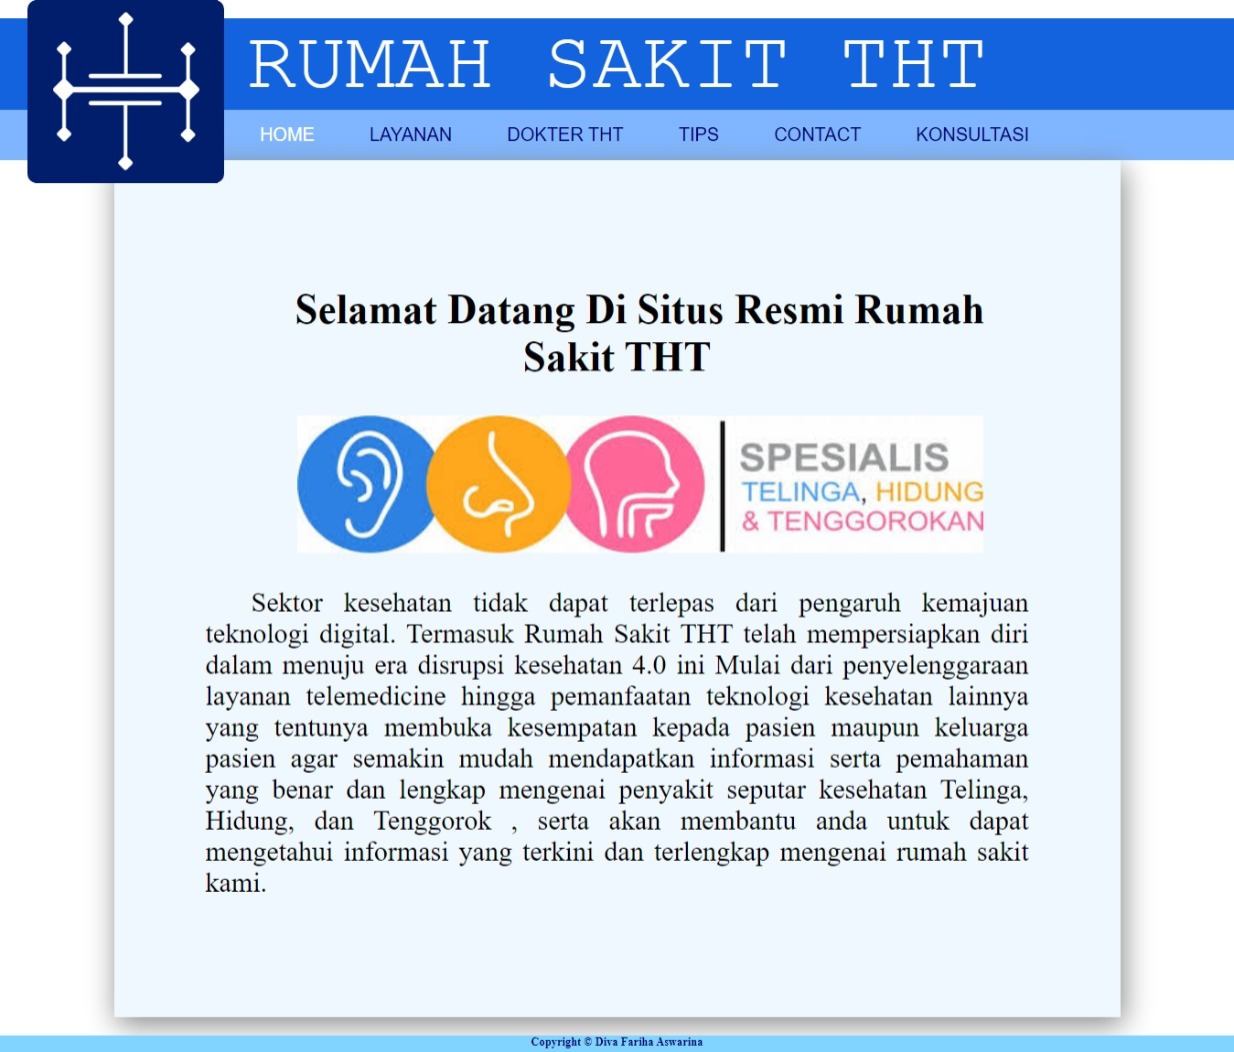 RUMAH SAKIT THT
HOME LAYANAN DOKTER THT TIPS CONTACT KONSULTASI
Selamat Datang Di Situs Resmi Rumah
Sakit THT
SPESIALIS
TELINGA, HIDUNG
& TENGGOROKAN
Sektor kesehatan tidak dapat terlepas dari pengaruh kemajuan
teknologi digital. Termasuk Rumah Sakit THT telah mempersiapkan diri
dalam menuju era disrupsi kesehatan 4.0 ini Mulai dari penyelenggaraan
layanan telemedicine hingga pemanfaatan teknologi kesehatan lainnya
yang tentunya membuka kesempatan kepada pasien maupun keluarga
pasien agar semakin mudah mendapatkan informasi serta pemahaman
yang benar dan lengkap mengenai penyakit seputar kesehatan Telinga,
Hidung, dan Tenggorok , serta akan membantu anda untuk dapat
mengetahui informasi yang terkini dan terlengkap mengenai rumah sakit
kami.
Copyright © Diva Fariha Aswarina